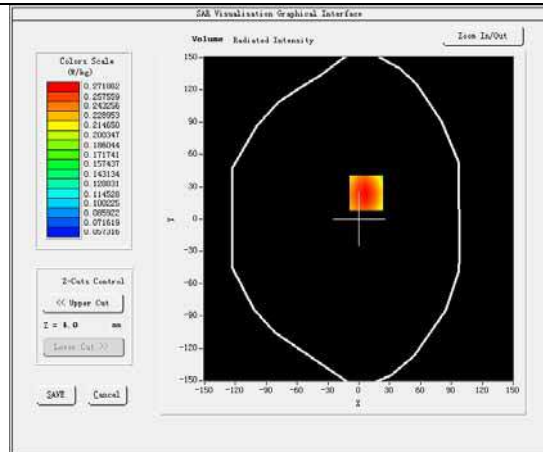 SAR Visualisation Graphical Interface
Volume Radiated Intensity
Zoom In/Out
Colors Scale
(W/kg)
0.271862
0.257559
0.243256
0.228953
0.214650
0.200347
0.186044
0.171741
0.157437
0.143134
0.128831
0.114528
0.100225
0.085922
0.071619
0.057316
Z-Cuts Control
<< Upper Cut
Z = 4.0 mm
Lower Cut >>
SAVE Cancel
150
120
90
60
30
0
-30
-60
-90
-120
-150
Y
-150 -120 -90 -60 -30 0 30 60 90 120 150
X